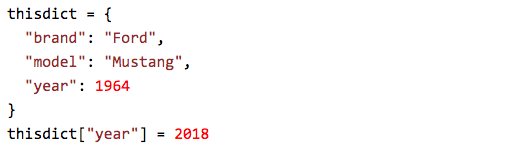 thisdict = {
  "brand": "Ford",
  "model": "Mustang",
  "year": 1964
}
thisdict["year"] = 2018